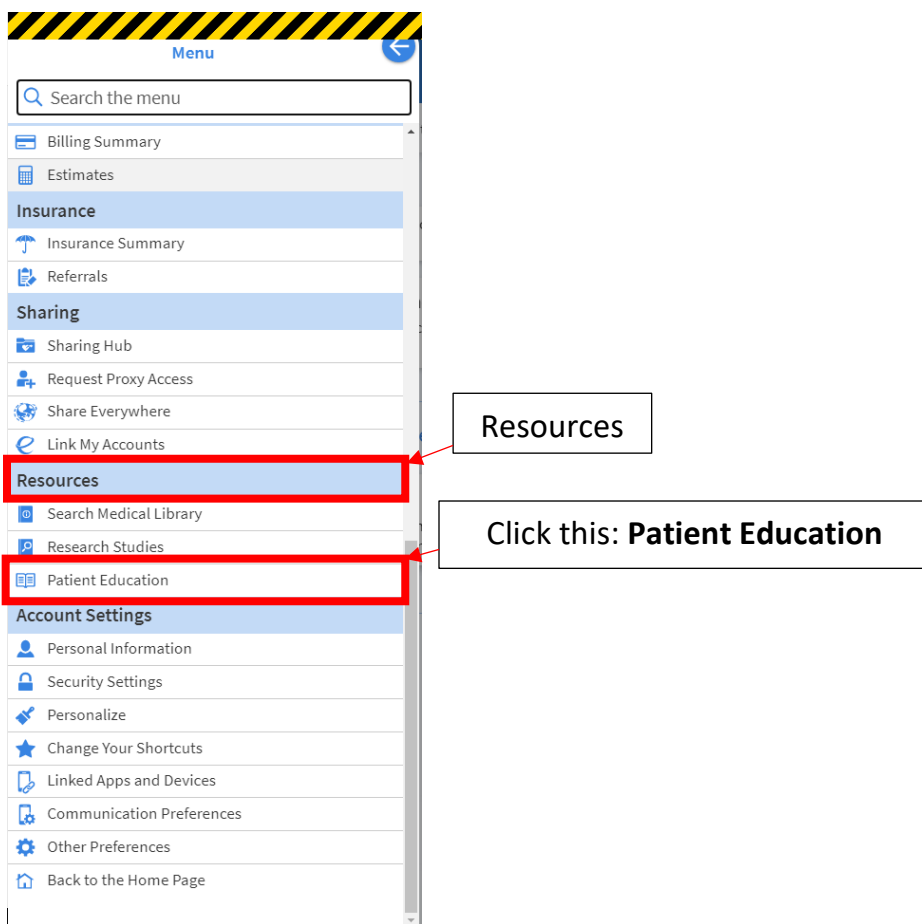 Menu
Search the menu
Billing Summary
Estimates
Insurance
Insurance Summary
Referrals
Sharing
Sharing Hub
Request Proxy Access
Share Everywhere
Link My Accounts
Resources
Resources
Search Medical Library
Research Studies
Click this: Patient Education
Patient Education
Account Settings
Personal Information
Security Settings
Personalize
Change Your Shortcuts
Linked Apps and Devices
Communication Preferences
Other Preferences
Back to the Home Page